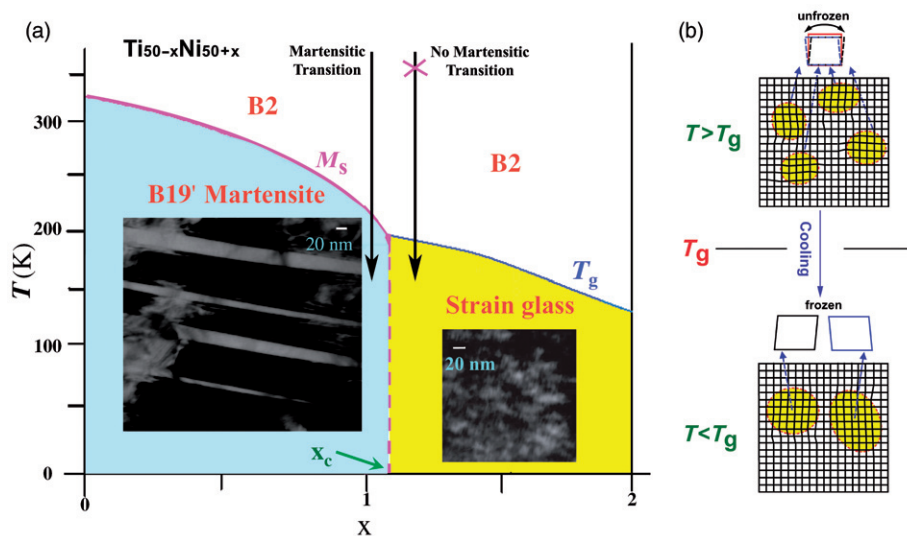 (a)
Ti50-xNi50+x
Martensitic
Transition
No Martensitic
Transition
B2
B2
Ms
B19' Martensite
20 nm
Tg
Strain glass
20 nm
xc
T (K)
300
200
100
0
0
1
2
X
(b)
unfrozen
T>Tg
Tg
Cooling
frozen
T<Tg